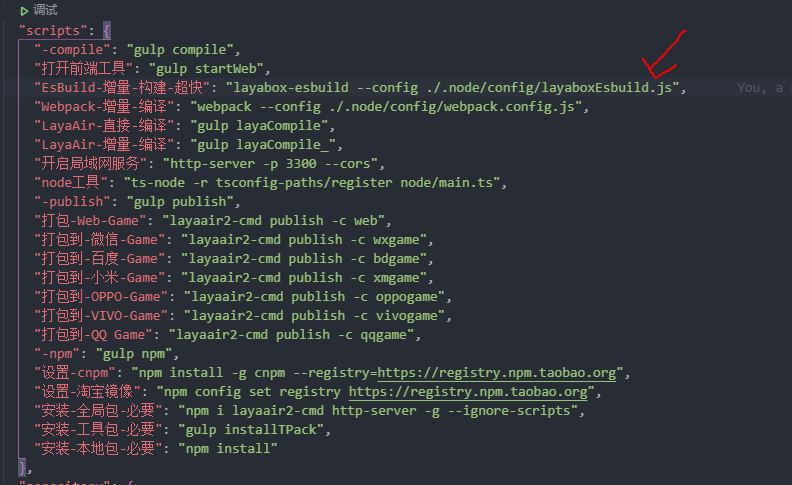 调试
"scripts": {
"-compile": "gulp compile",
"打开前端工具": "gulp startWeb",
"EsBuild-增量-构建-超快": "layabox-esbuild --config ./.node/config/layaboxEsbuild.js", You, a
"Webpack-增量-编译": "webpack --config ./.node/config/webpack.config.js",
"LayaAir-直接-编译": "gulp layaCompile",
"LayaAir-增量-编译": "gulp layaCompile_",
"开启局域网服务": "http-server -p 3300 --cors",
"node工具": "ts-node -r tsconfig-paths/register node/main.ts",
"-publish": "gulp publish",
"打包-Web-Game": "layaair2-cmd publish -c web",
"打包到-微信-Game": "layaair2-cmd publish -c wxgame",
"打包到-百度-Game": "layaair2-cmd publish -c bdgame",
"打包到-小米-Game": "layaair2-cmd publish -c xmgame",
"打包到-OPPO-Game": "layaair2-cmd publish -c oppogame",
"打包到-VIVO-Game": "layaair2-cmd publish -c vivogame",
"打包到-QQ Game": "layaair2-cmd publish -c qqgame",
"-npm": "gulp npm",
"设置-cnpm": "npm install -g cnpm --registry=https://registry.npm.taobao.org",
"设置-淘宝镜像": "npm config set registry https://registry.npm.taobao.org",
"安装-全局包-必要": "npm i layaair2-cmd http-server -g --ignore-scripts",
"安装-工具包-必要": "gulp installTPack",
"安装-本地包-必要": "npm install"
},